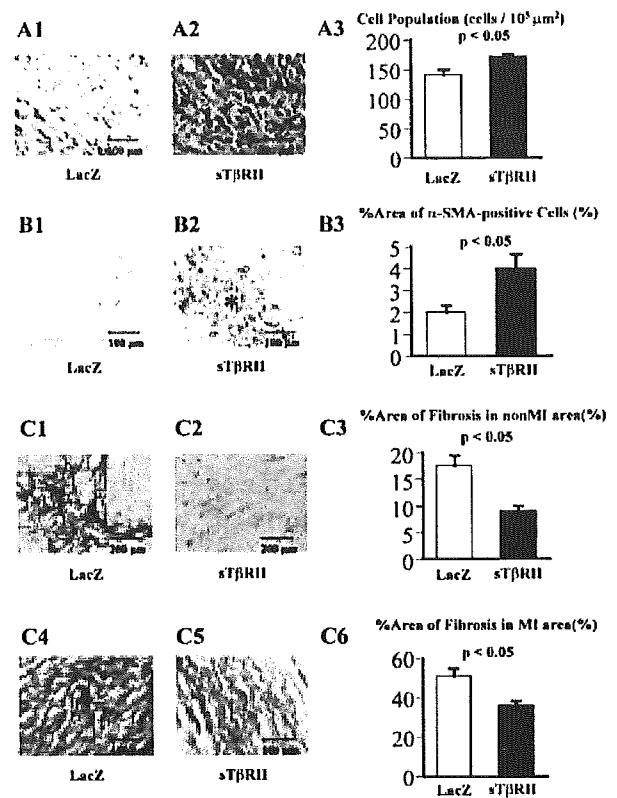 A1 A2 A3
Cell Population (cells / 10⁵ μm²)
p < 0.05
200
150
100
50
0
LacZ sTβRII
LacZ sTβRII
B1 B2 B3
%Area of α-SMA-positive Cells (%)
p < 0.05
5
4
3
2
1
0
100 μm
100 μm
LacZ sTβRII
LacZ sTβRII
C1 C2 C3
%Area of Fibrosis in nonMI area(%)
p < 0.05
20
15
10
5
0
200 μm
200 μm
LacZ sTβRII
LacZ sTβRII
C4 C5 C6
%Area of Fibrosis in MI area(%)
p < 0.05
60
40
20
0
LacZ sTβRII
LacZ sTβRII